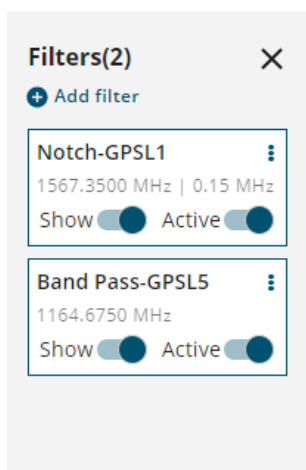 Filters(2)
Add filter
Notch-GPSL1
1567.3500 MHz | 0.15 MHz
Show Active
Band Pass-GPSL5
1164.6750 MHz
Show Active